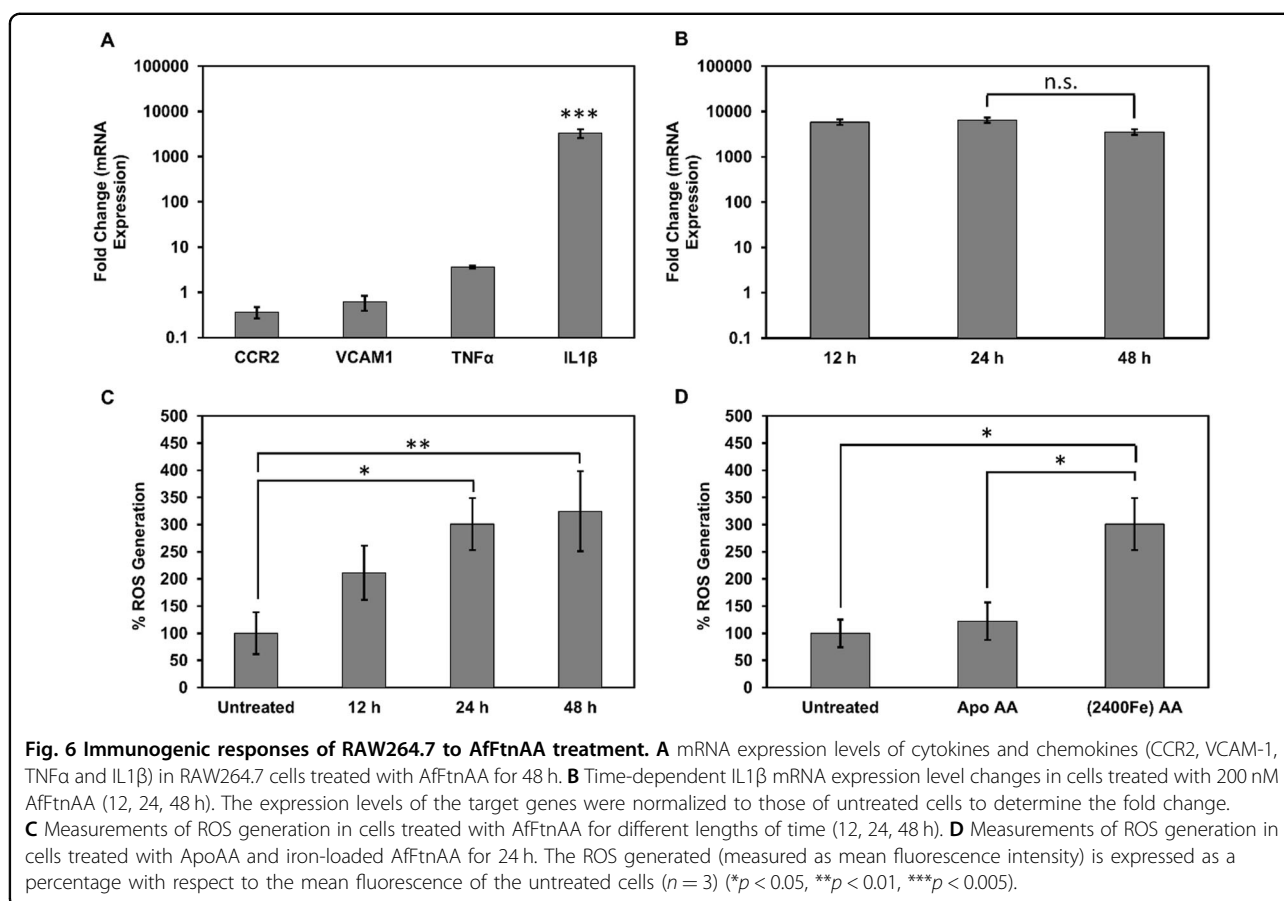 A
B
100000
10000
1000
100
10
1
0.1
Fold Change (mRNA
Expression)
***
CCR2 VCAM1 TNFα IL1β
100000
10000
1000
100
10
1
0.1
Fold Change (mRNA
Expression)
n.s.
12 h 24 h 48 h
C
D
500
450
400
350
300
250
200
150
100
50
0
% ROS Generation
**
*
Untreated 12 h 24 h 48 h
500
450
400
350
300
250
200
150
100
50
0
% ROS Generation
*
*
Untreated Apo AA (2400Fe) AA
Fig. 6 Immunogenic responses of RAW264.7 to AfFtnAA treatment. A mRNA expression levels of cytokines and chemokines (CCR2, VCAM-1,
TNFα and IL1β) in RAW264.7 cells treated with AfFtnAA for 48 h. B Time-dependent IL1β mRNA expression level changes in cells treated with 200 nM
AfFtnAA (12, 24, 48 h). The expression levels of the target genes were normalized to those of untreated cells to determine the fold change.
C Measurements of ROS generation in cells treated with AfFtnAA for different lengths of time (12, 24, 48 h). D Measurements of ROS generation in
cells treated with ApoAA and iron-loaded AfFtnAA for 24 h. The ROS generated (measured as mean fluorescence intensity) is expressed as a
percentage with respect to the mean fluorescence of the untreated cells (n = 3) (*p < 0.05, **p < 0.01, ***p < 0.005).